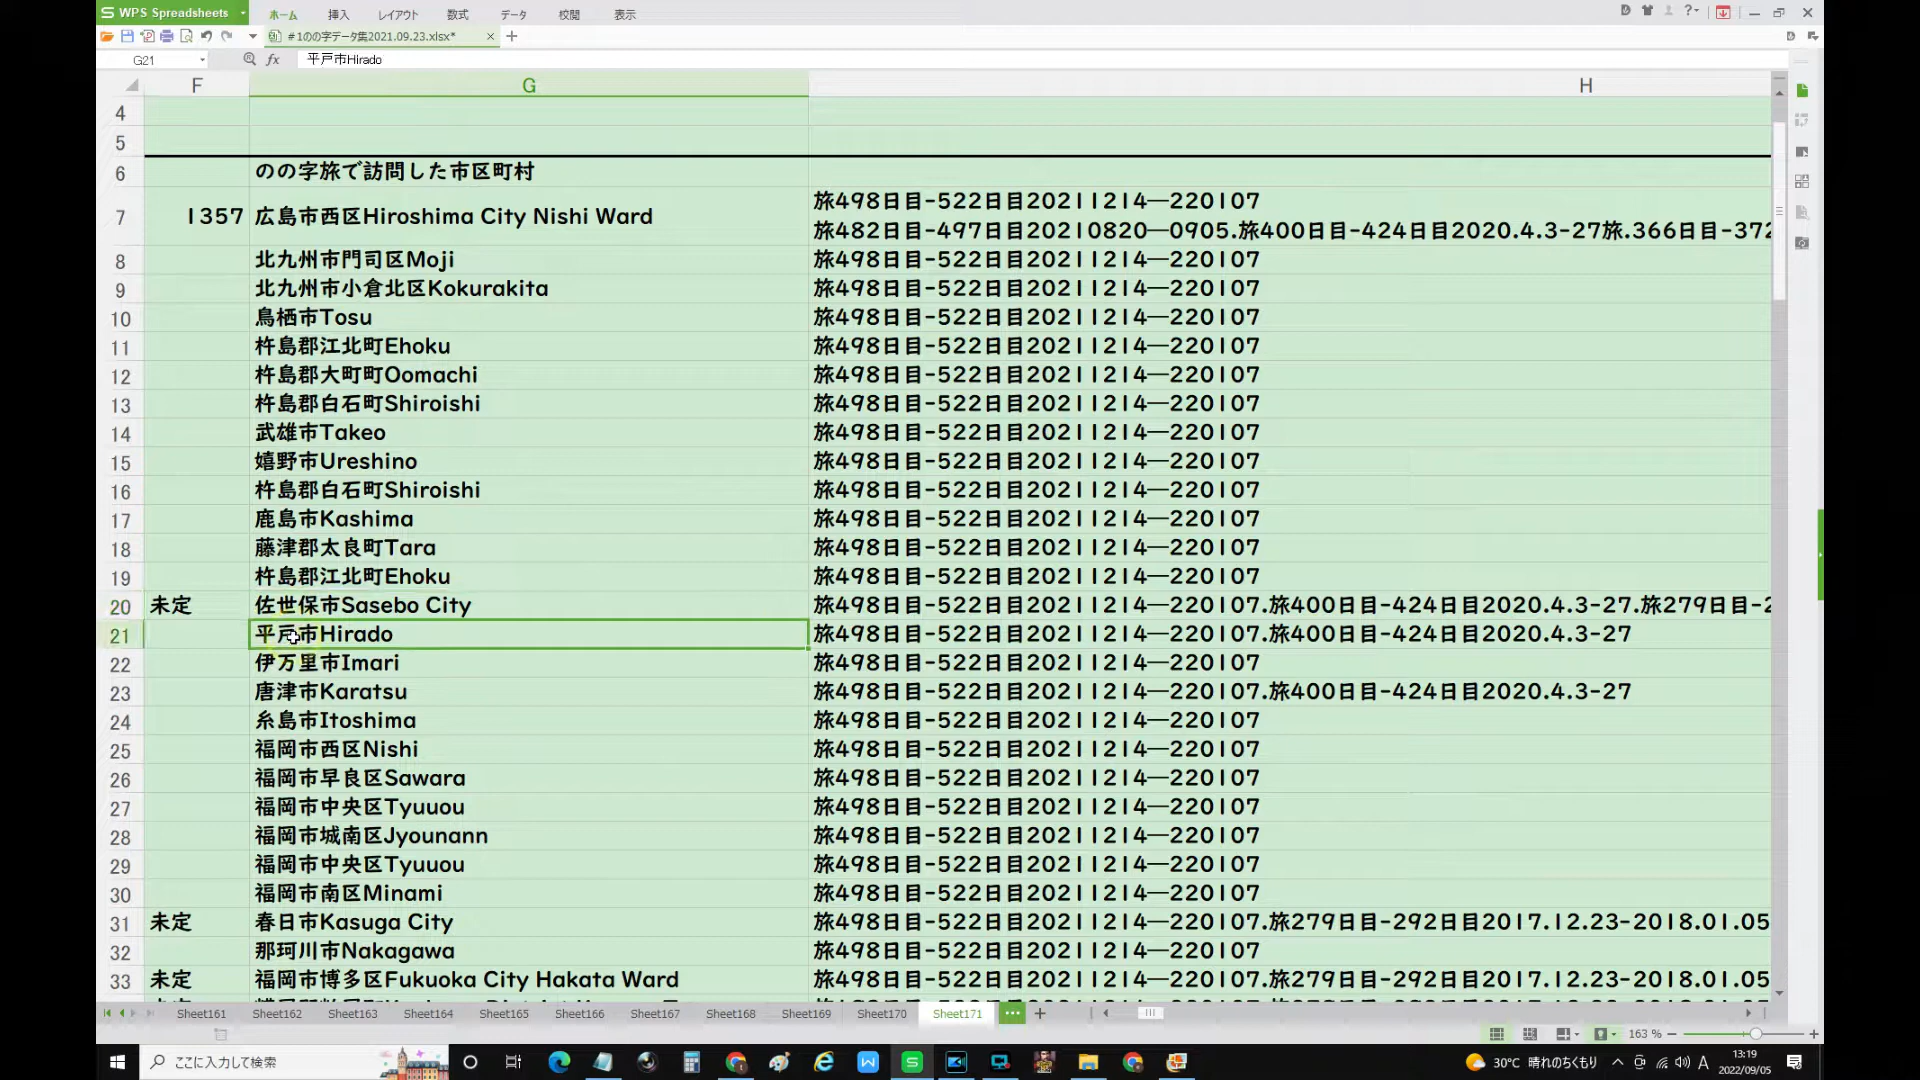 WPS Spreadsheets
ホーム 挿入 レイアウト 数式 データ 校閲 表示
#1のの字データ集2021.09.23.xlsx*
G21 fx 平戸市Hirado
F G H
4
5
6 のの字旅で訪問した市区町村
7 1357 広島市西区Hiroshima City Nishi Ward 旅498日目-522日目20211214—220107
旅482日目-497日目20210820—0905.旅400日目-424日目2020.4.3-27旅.366日目-372
8 北九州市門司区Moji 旅498日目-522日目20211214—220107
9 北九州市小倉北区Kokurakita 旅498日目-522日目20211214—220107
10 鳥栖市Tosu 旅498日目-522日目20211214—220107
11 杵島郡江北町Ehoku 旅498日目-522日目20211214—220107
12 杵島郡大町町Oomachi 旅498日目-522日目20211214—220107
13 杵島郡白石町Shiroishi 旅498日目-522日目20211214—220107
14 武雄市Takeo 旅498日目-522日目20211214—220107
15 嬉野市Ureshino 旅498日目-522日目20211214—220107
16 杵島郡白石町Shiroishi 旅498日目-522日目20211214—220107
17 鹿島市Kashima 旅498日目-522日目20211214—220107
18 藤津郡太良町Tara 旅498日目-522日目20211214—220107
19 杵島郡江北町Ehoku 旅498日目-522日目20211214—220107
20 未定 佐世保市Sasebo City 旅498日目-522日目20211214—220107.旅400日目-424日目2020.4.3-27.旅279日目-2
21 平戸市Hirado 旅498日目-522日目20211214—220107.旅400日目-424日目2020.4.3-27
22 伊万里市Imari 旅498日目-522日目20211214—220107
23 唐津市Karatsu 旅498日目-522日目20211214—220107.旅400日目-424日目2020.4.3-27
24 糸島市Itoshima 旅498日目-522日目20211214—220107
25 福岡市西区Nishi 旅498日目-522日目20211214—220107
26 福岡市早良区Sawara 旅498日目-522日目20211214—220107
27 福岡市中央区Tyuuou 旅498日目-522日目20211214—220107
28 福岡市城南区Jyounann 旅498日目-522日目20211214—220107
29 福岡市中央区Tyuuou 旅498日目-522日目20211214—220107
30 福岡市南区Minami 旅498日目-522日目20211214—220107
31 未定 春日市Kasuga City 旅498日目-522日目20211214—220107.旅279日目-292日目2017.12.23-2018.01.05
32 那珂川市Nakagawa 旅498日目-522日目20211214—220107
33 未定 福岡市博多区Fukuoka City Hakata Ward 旅498日目-522日目20211214—220107.旅279日目-292日目2017.12.23-2018.01.05
Sheet161 Sheet162 Sheet163 Sheet164 Sheet165 Sheet166 Sheet167 Sheet168 Sheet169 Sheet170 Sheet171
163 %
ここに入力して検索
30°C 晴れのちくもり A 13:19
2022/09/05